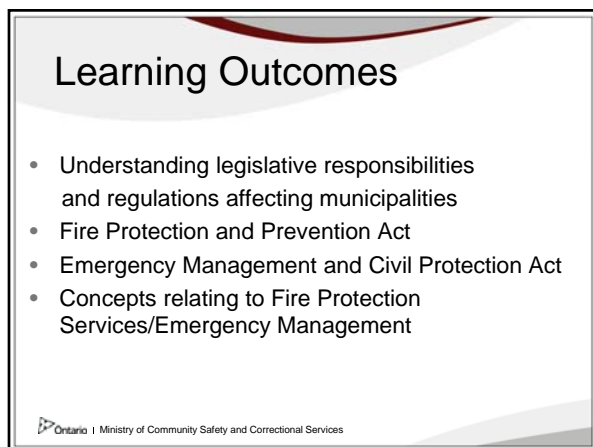 Learning Outcomes
• Understanding legislative responsibilities
and regulations affecting municipalities
• Fire Protection and Prevention Act
• Emergency Management and Civil Protection Act
• Concepts relating to Fire Protection
Services/Emergency Management
Ontario | Ministry of Community Safety and Correctional Services